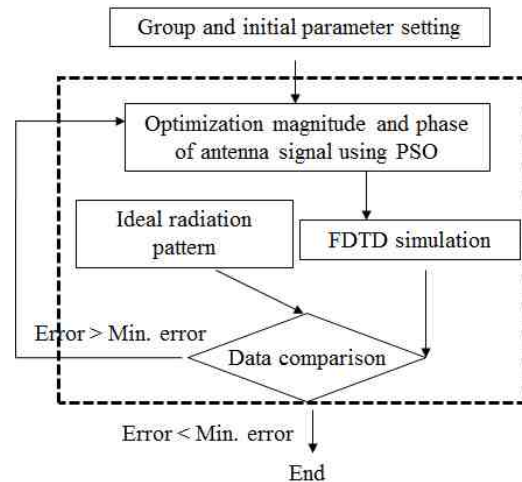 Group and initial parameter setting
Optimization magnitude and phase
of antenna signal using PSO
Ideal radiation
pattern
FDTD simulation
Error > Min. error
Data comparison
Error < Min. error
End